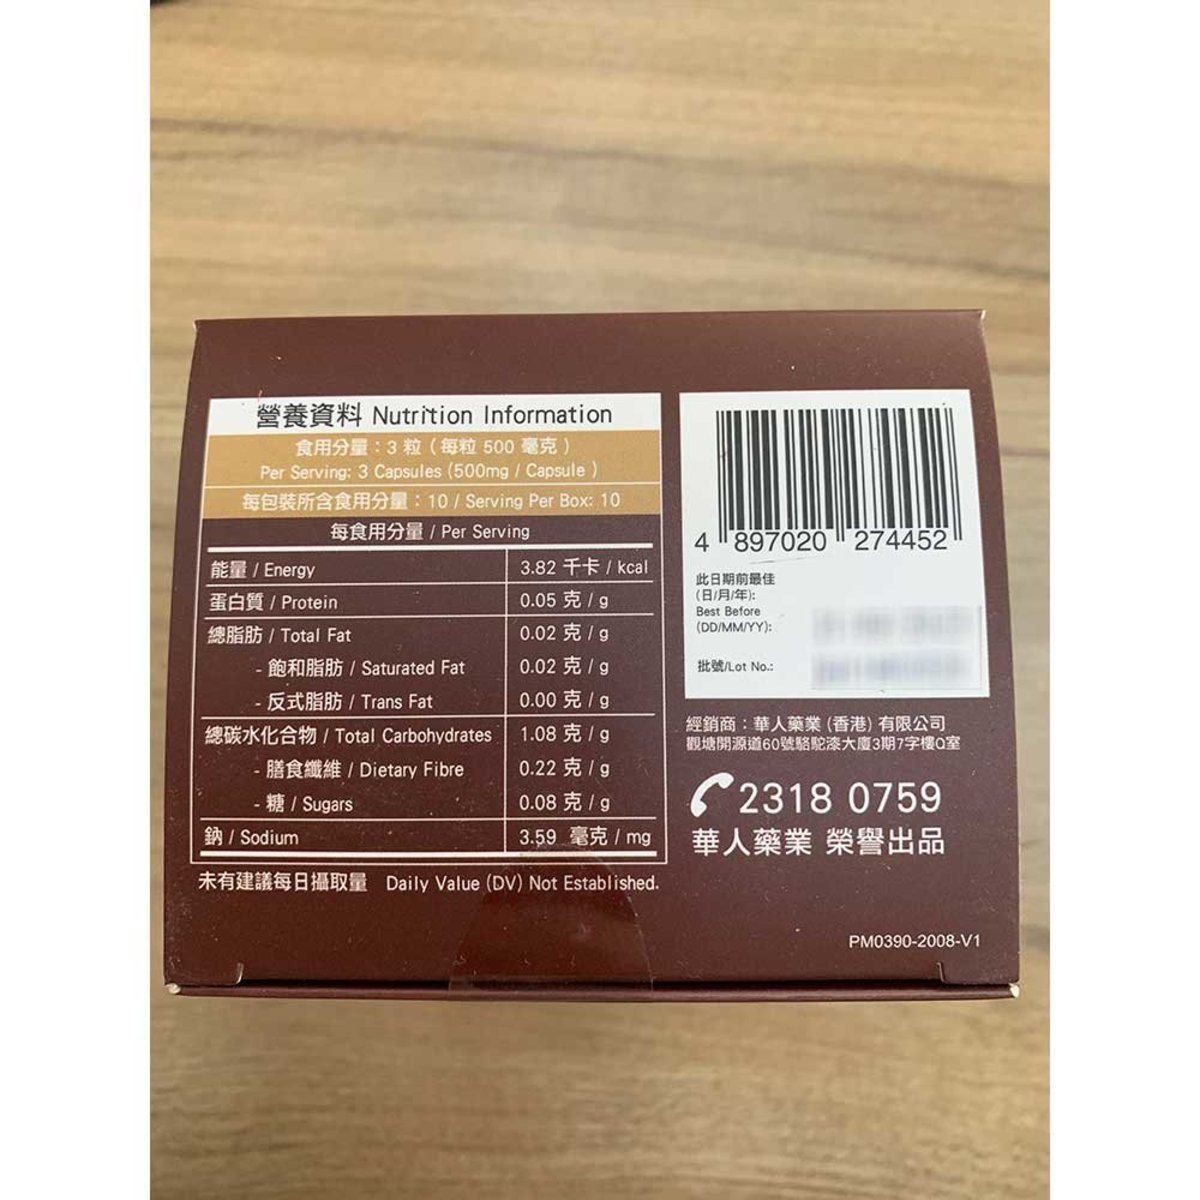 營養資料 Nutrition Information
食用分量：3 粒（每粒 500 毫克）
Per Serving: 3 Capsules (500mg / Capsule )
每包裝所含食用分量：10 / Serving Per Box: 10
每食用分量 / Per Serving
能量 / Energy 3.82 千卡 / kcal
蛋白質 / Protein 0.05 克 / g
總脂肪 / Total Fat 0.02 克 / g
- 飽和脂肪 / Saturated Fat 0.02 克 / g
- 反式脂肪 / Trans Fat 0.00 克 / g
總碳水化合物 / Total Carbohydrates 1.08 克 / g
- 膳食纖維 / Dietary Fibre 0.22 克 / g
- 糖 / Sugars 0.08 克 / g
鈉 / Sodium 3.59 毫克 / mg
未有建議每日攝取量 Daily Value (DV) Not Established.
4 897020 274452
此日期前最佳
(日/月/年):
Best Before
(DD/MM/YY):
批號/Lot No.:
經銷商：華人藥業 (香港) 有限公司
觀塘開源道60號駱駝漆大廈3期7字樓Q室
2318 0759
華人藥業 榮譽出品
PM0390-2008-V1